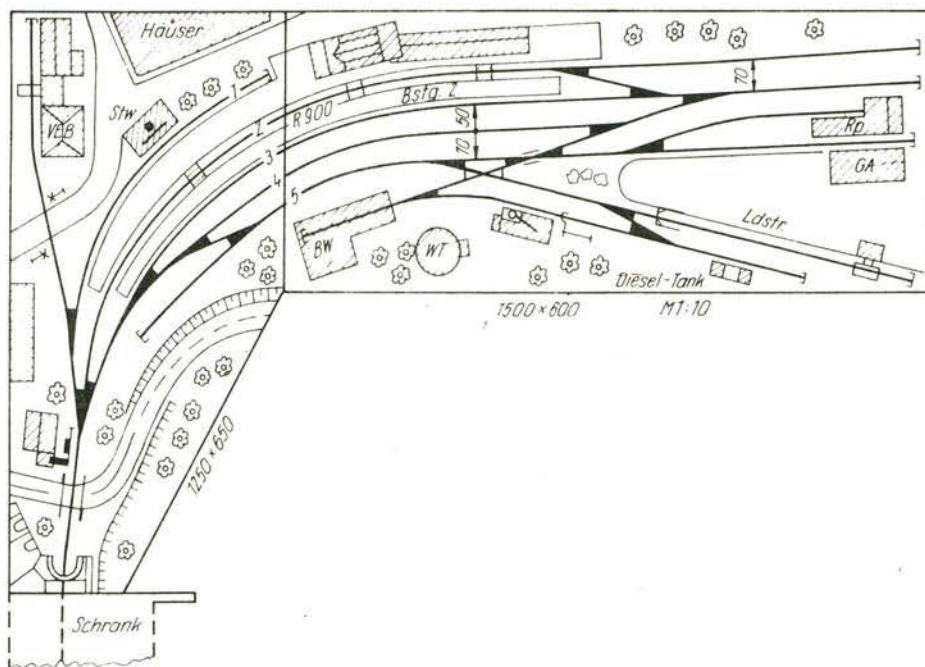 Häuser
VEB
Stw
1
2
R 900
Bstg. 2
3
4
5
70
50
70
Rp
GA
Ldstr.
BW
WT
Diesel-Tank
1500 x 600 M 1:10
1250 x 650
Schrank